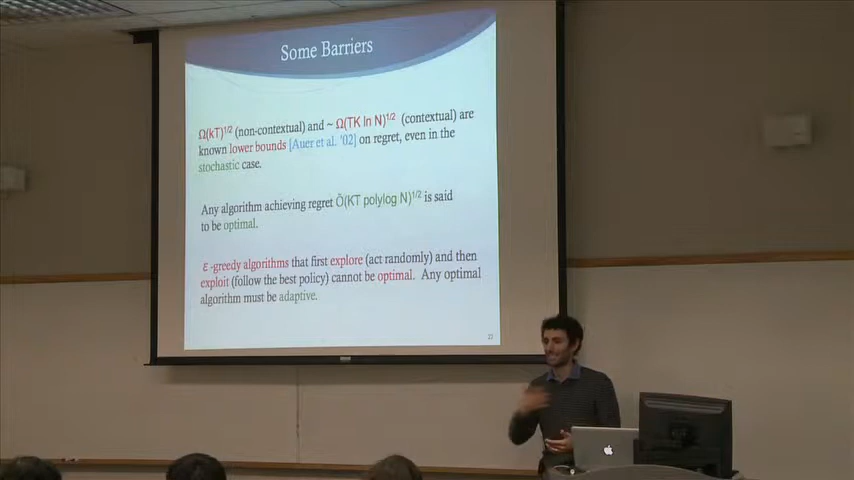 Some Barriers
Ω(kT)^1/2 (non-contextual) and ~ Ω(TK ln N)^1/2 (contextual) are
known lower bounds [Auer et al. '02] on regret, even in the
stochastic case.
Any algorithm achieving regret Õ(KT polylog N)^1/2 is said
to be optimal.
ε-greedy algorithms that first explore (act randomly) and then
exploit (follow the best policy) cannot be optimal. Any optimal
algorithm must be adaptive.